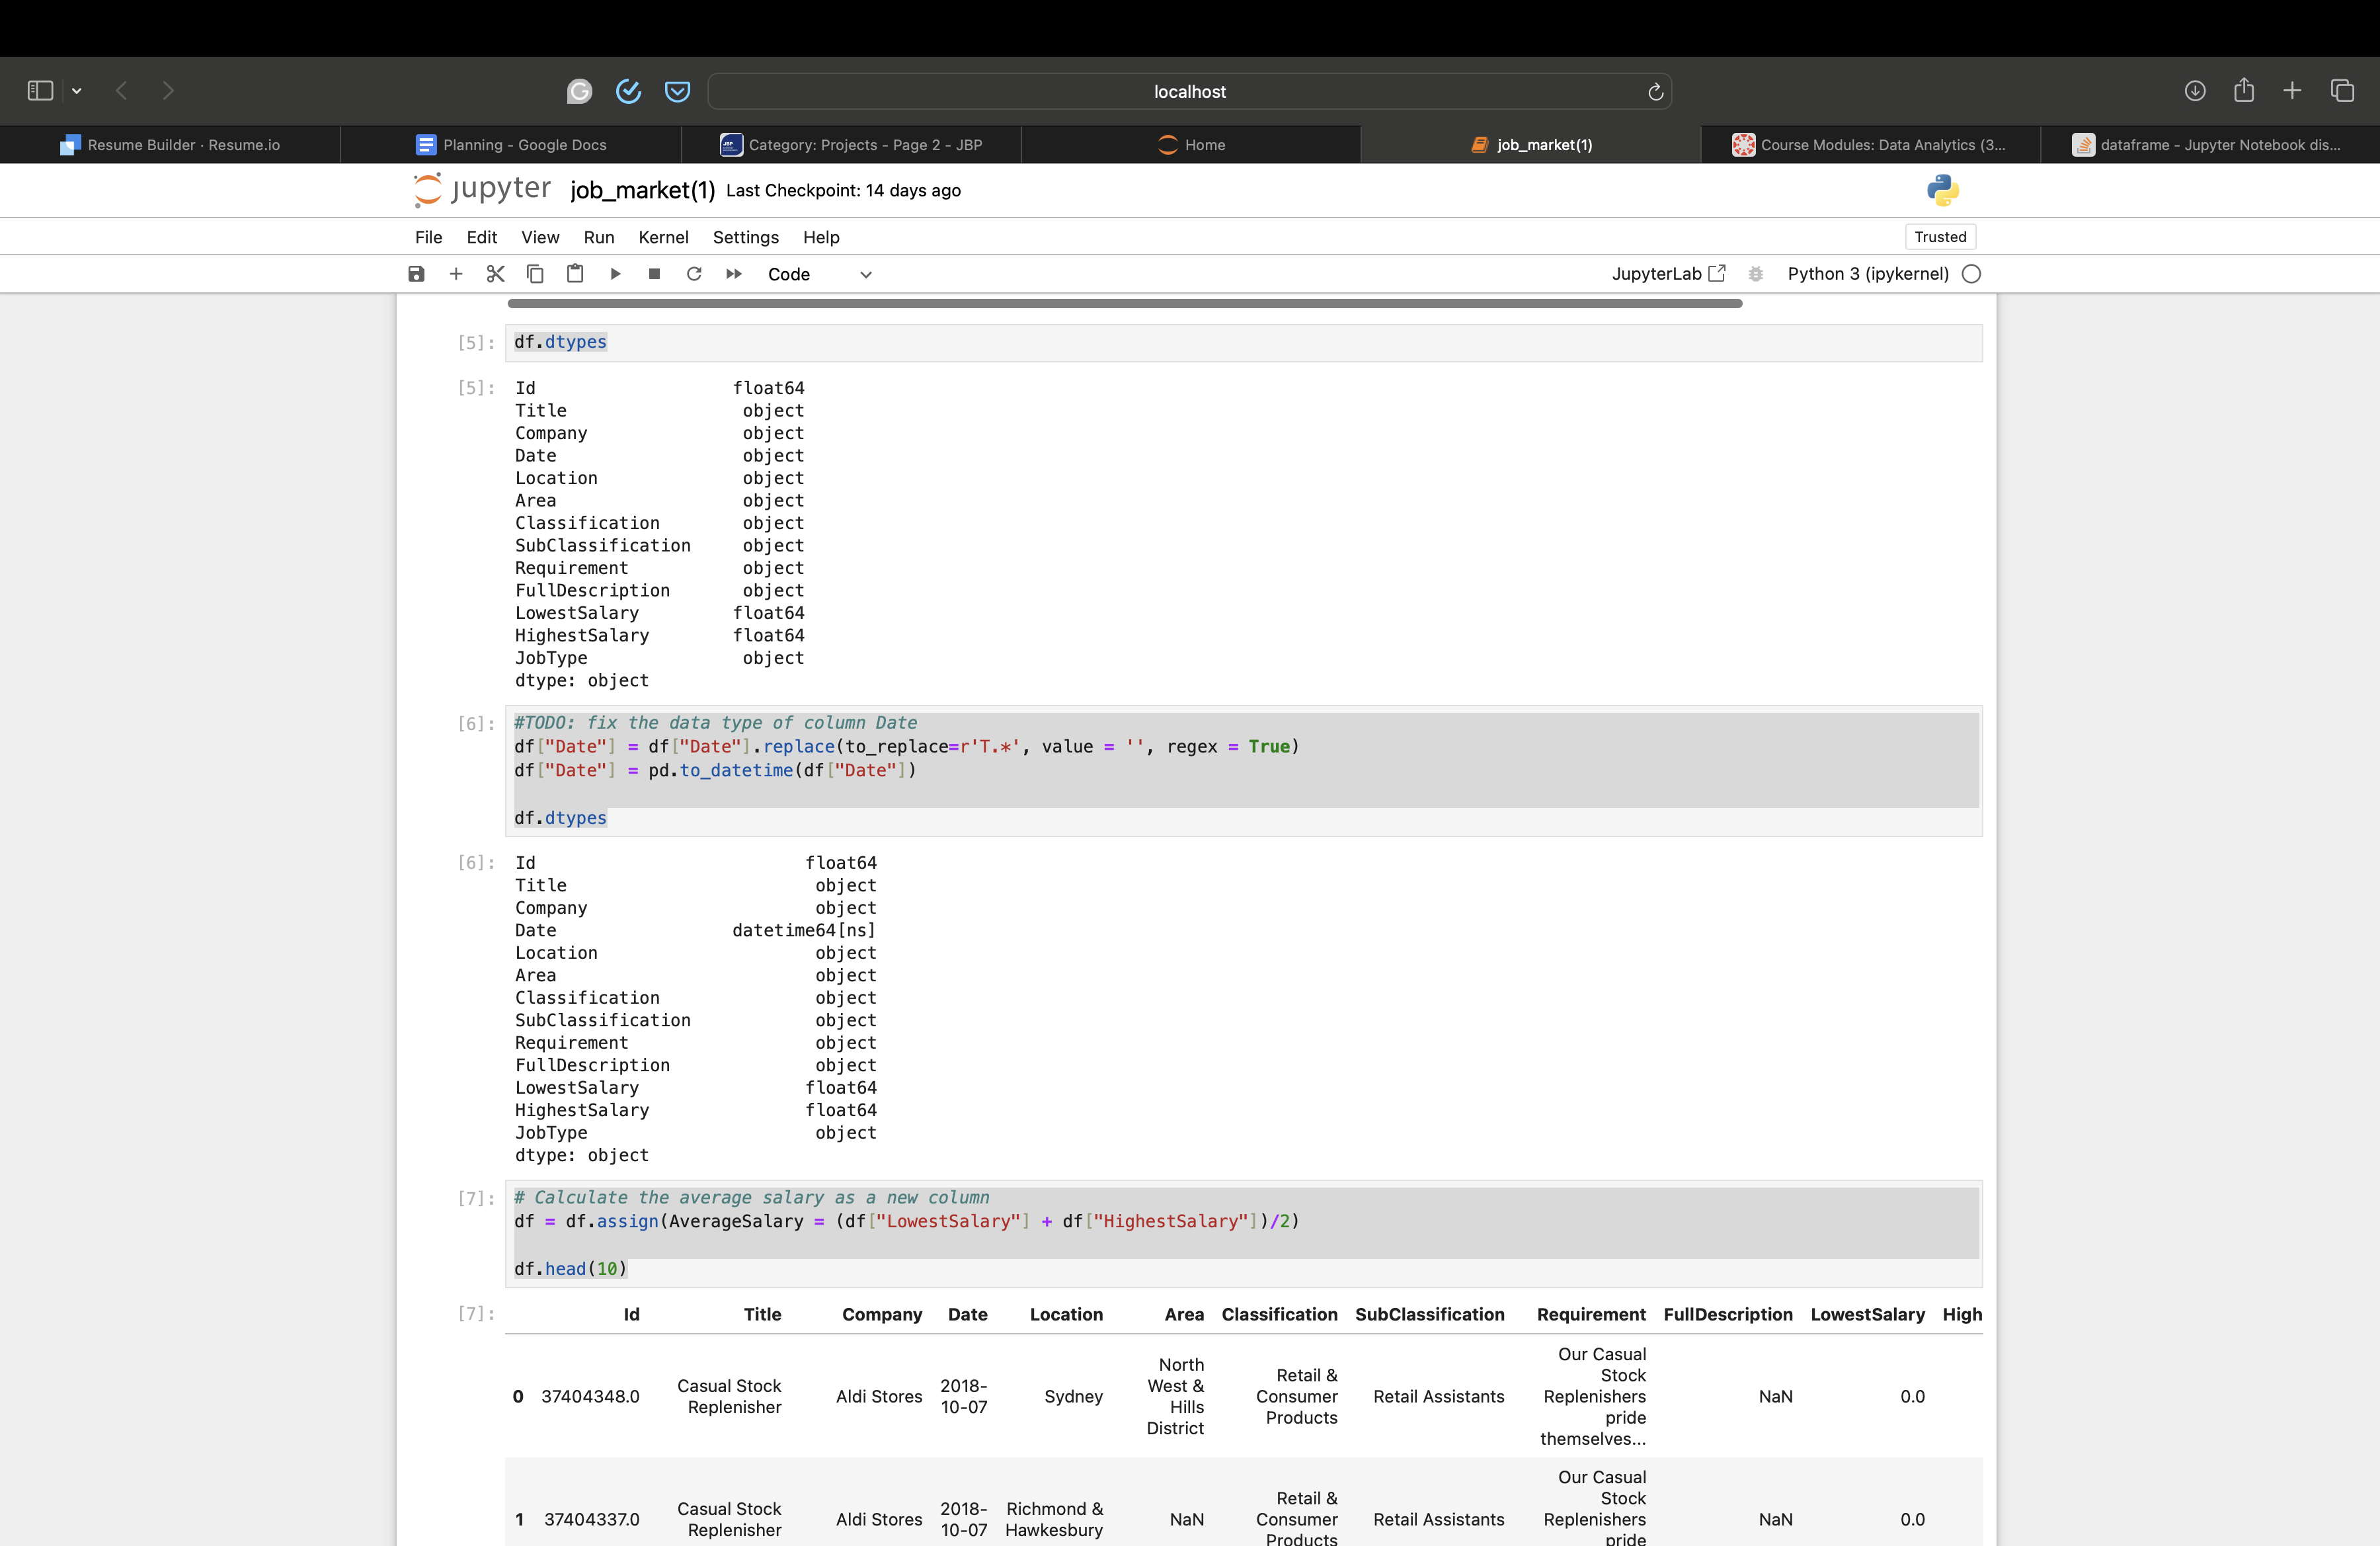 localhost
Resume Builder · Resume.io
Planning - Google Docs
JBP
Category: Projects - Page 2 - JBP
Home
job_market(1)
Course Modules: Data Analytics (3...
dataframe - Jupyter Notebook dis...
jupyter job_market(1) Last Checkpoint: 14 days ago
File Edit View Run Kernel Settings Help
Trusted
Code
JupyterLab
Python 3 (ipykernel)
[5]: df.dtypes
[5]: Id float64
Title object
Company object
Date object
Location object
Area object
Classification object
SubClassification object
Requirement object
FullDescription object
LowestSalary float64
HighestSalary float64
JobType object
dtype: object
[6]: #TODO: fix the data type of column Date
df["Date"] = df["Date"].replace(to_replace=r'T.*', value = '', regex = True)
df["Date"] = pd.to_datetime(df["Date"])
df.dtypes
[6]: Id float64
Title object
Company object
Date datetime64[ns]
Location object
Area object
Classification object
SubClassification object
Requirement object
FullDescription object
LowestSalary float64
HighestSalary float64
JobType object
dtype: object
[7]: # Calculate the average salary as a new column
df = df.assign(AverageSalary = (df["LowestSalary"] + df["HighestSalary"])/2)
df.head(10)
[7]: Id Title Company Date Location Area Classification SubClassification Requirement FullDescription LowestSalary High
0 37404348.0
Casual Stock
Replenisher
Aldi Stores
2018-
10-07
Sydney
North
West &
Hills
District
Retail &
Consumer
Products
Retail Assistants
Our Casual
Stock
Replenishers
pride
themselves...
NaN
0.0
1 37404337.0
Casual Stock
Replenisher
Aldi Stores
2018-
10-07
Richmond &
Hawkesbury
NaN
Retail &
Consumer
Products
Retail Assistants
Our Casual
Stock
Replenishers
pride
NaN
0.0